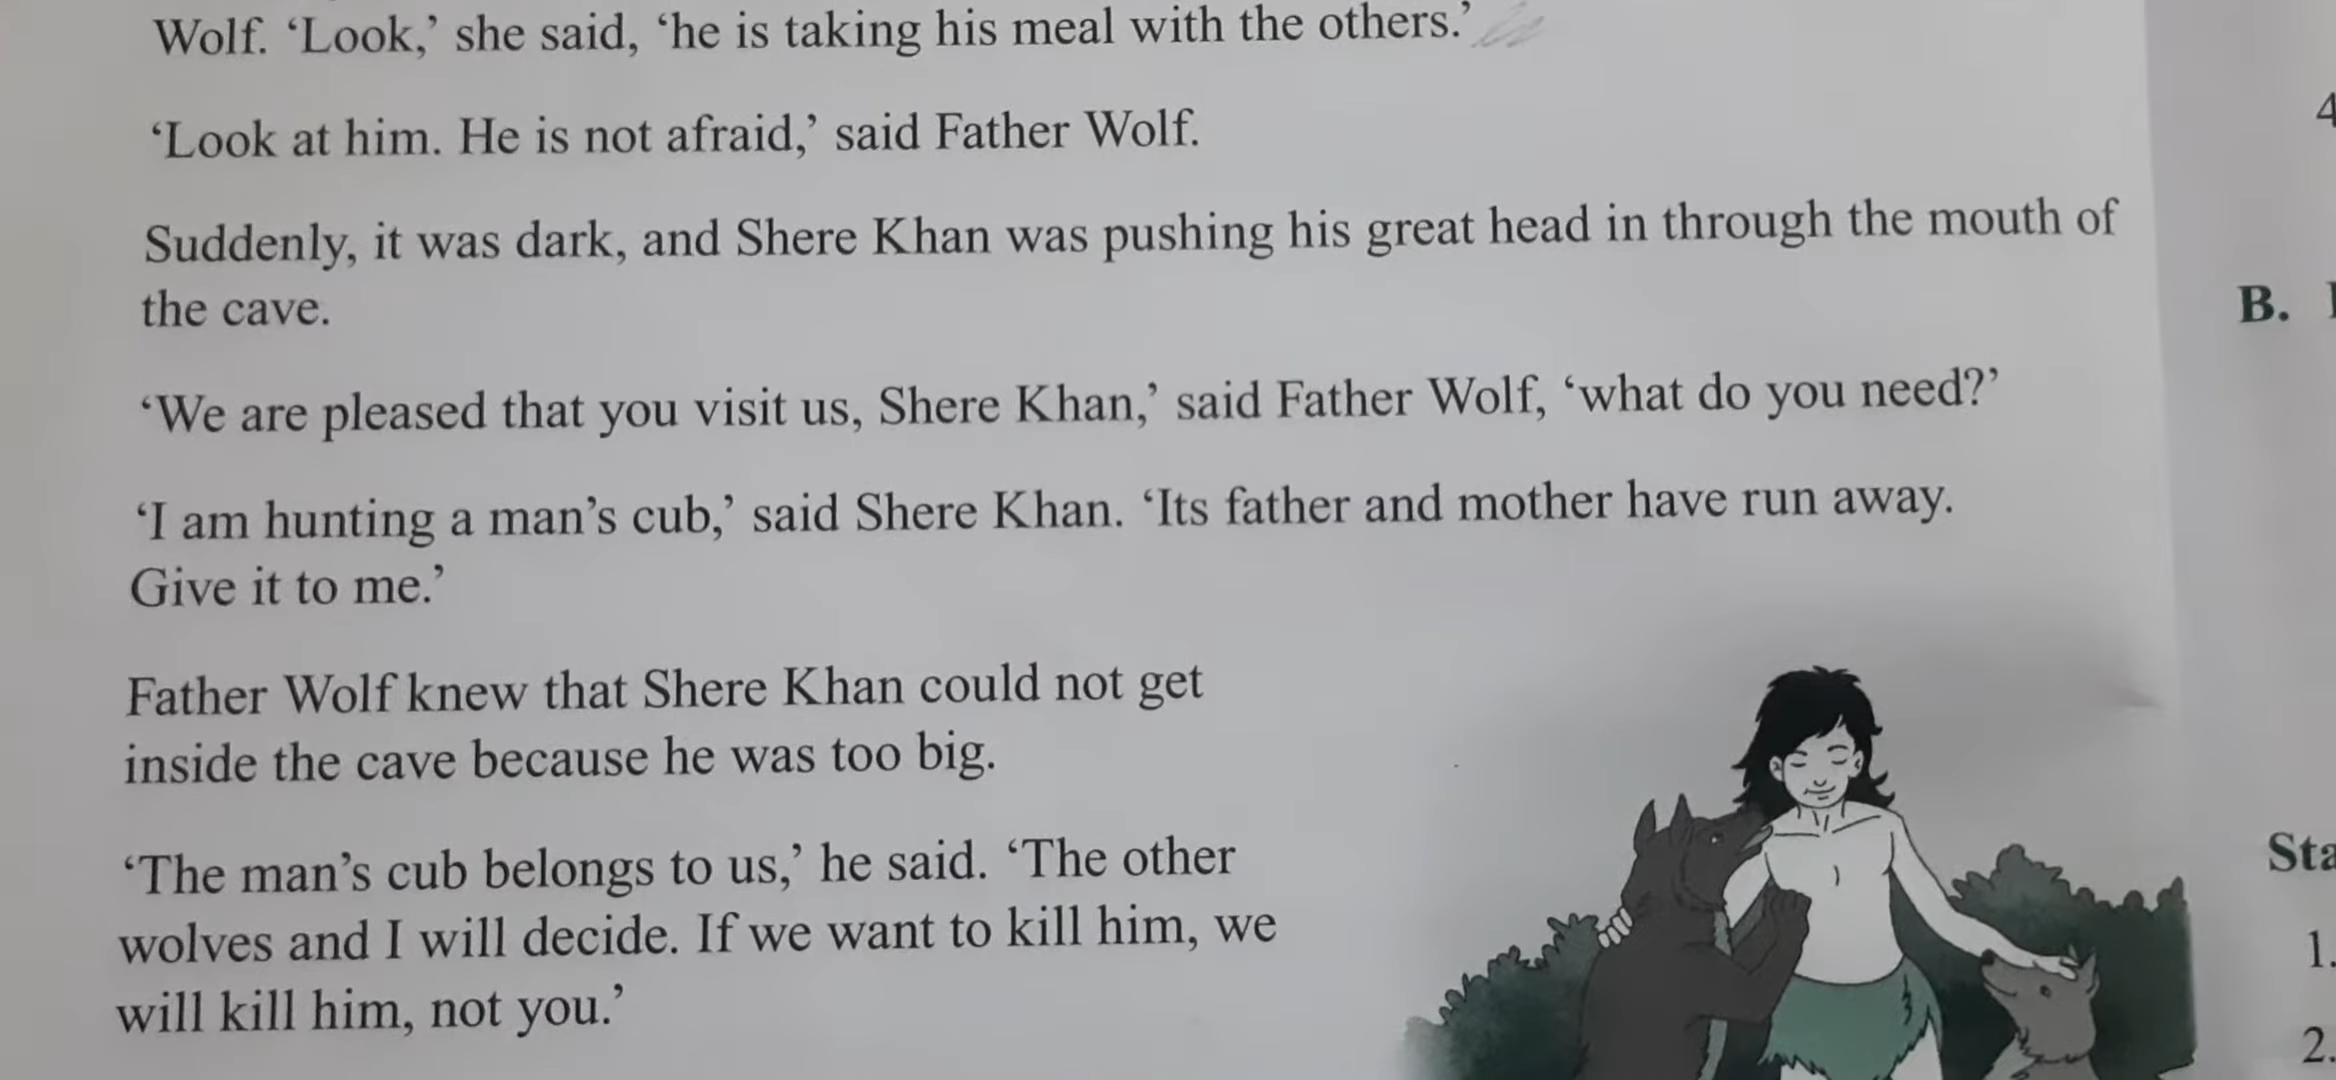 Wolf. ‘Look,’ she said, ‘he is taking his meal with the others.’
‘Look at him. He is not afraid,’ said Father Wolf.
Suddenly, it was dark, and Shere Khan was pushing his great head in through the mouth of
the cave.
‘We are pleased that you visit us, Shere Khan,’ said Father Wolf, ‘what do you need?’
‘I am hunting a man’s cub,’ said Shere Khan. ‘Its father and mother have run away.
Give it to me.’
Father Wolf knew that Shere Khan could not get
inside the cave because he was too big.
‘The man’s cub belongs to us,’ he said. ‘The other
wolves and I will decide. If we want to kill him, we
will kill him, not you.’
4
B.
1.
2.